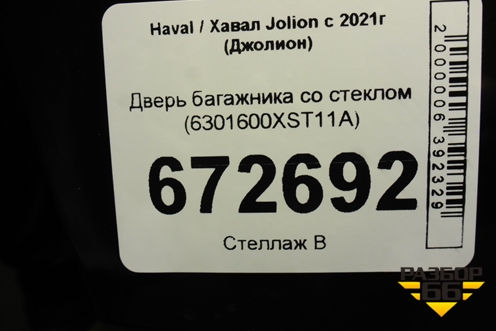 Haval / Хавал Jolion с 2021г
(Джолион)
Дверь багажника со стеклом
(6301600XST11A)
672692
Стеллаж В
2000006392329
РАЗБОР
66